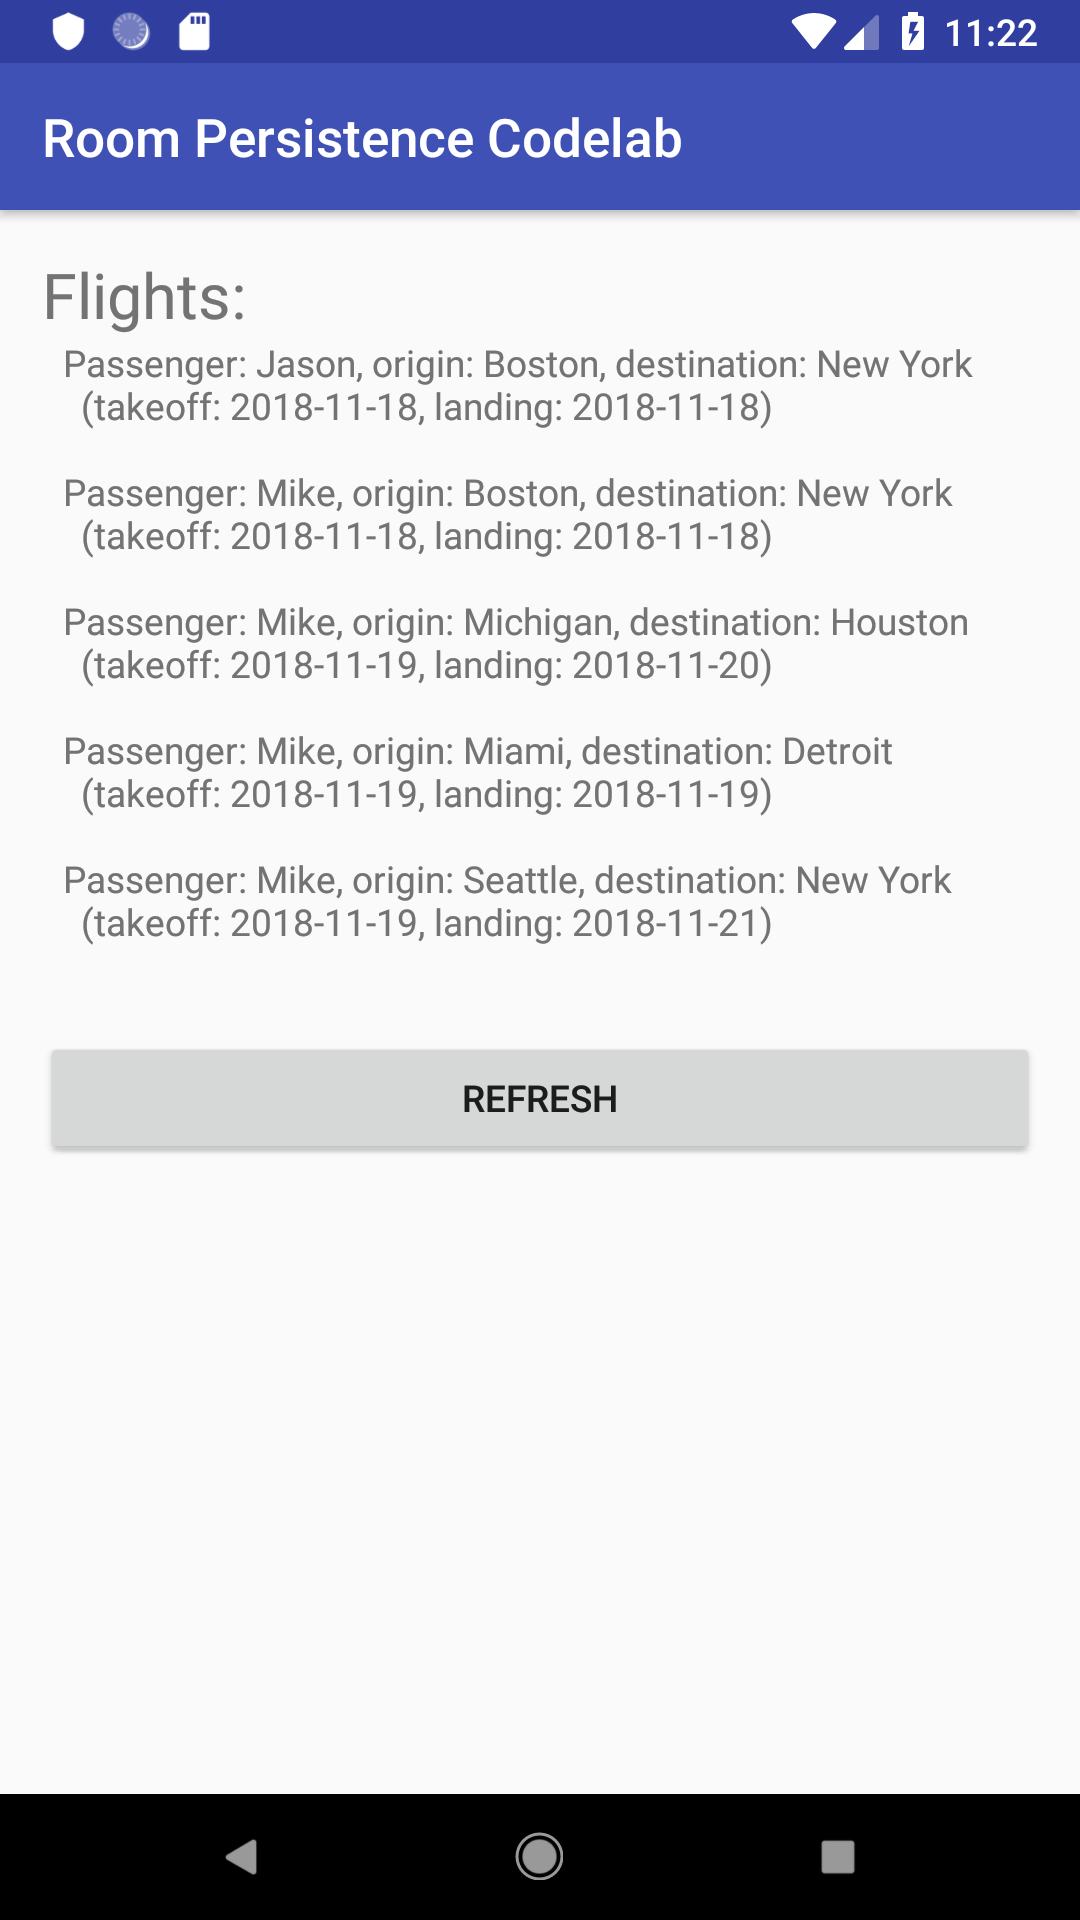 11:22
Room Persistence Codelab
Flights:
Passenger: Jason, origin: Boston, destination: New York
(takeoff: 2018-11-18, landing: 2018-11-18)
Passenger: Mike, origin: Boston, destination: New York
(takeoff: 2018-11-18, landing: 2018-11-18)
Passenger: Mike, origin: Michigan, destination: Houston
(takeoff: 2018-11-19, landing: 2018-11-20)
Passenger: Mike, origin: Miami, destination: Detroit
(takeoff: 2018-11-19, landing: 2018-11-19)
Passenger: Mike, origin: Seattle, destination: New York
(takeoff: 2018-11-19, landing: 2018-11-21)
REFRESH